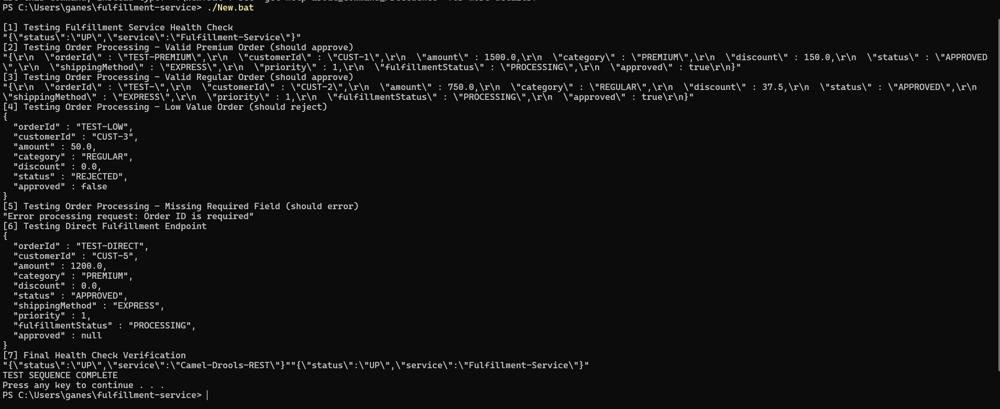 PS C:\Users\ganes\fulfillment-service> ./New.bat
[1] Testing Fulfillment Service Health Check
"{\"status\":\"UP\",\"service\":\"Fulfillment-Service\"}"
[2] Testing Order Processing - Valid Premium Order (should approve)
"{\r\n  \"orderId\" : \"TEST-PREMIUM\",\r\n  \"customerId\" : \"CUST-1\",\r\n  \"amount\" : 1500.0,\r\n  \"category\" : \"PREMIUM\",\r\n  \"discount\" : 150.0,\r\n  \"status\" : \"APPROVED
\",\r\n  \"shippingMethod\" : \"EXPRESS\",\r\n  \"priority\" : 1,\r\n  \"fulfillmentStatus\" : \"PROCESSING\",\r\n  \"approved\" : true\r\n}"
[3] Testing Order Processing - Valid Regular Order (should approve)
"{\r\n  \"orderId\" : \"TEST-\",\r\n  \"customerId\" : \"CUST-2\",\r\n  \"amount\" : 750.0,\r\n  \"category\" : \"REGULAR\",\r\n  \"discount\" : 37.5,\r\n  \"status\" : \"APPROVED\",\r\n
\"shippingMethod\" : \"EXPRESS\",\r\n  \"priority\" : 1,\r\n  \"fulfillmentStatus\" : \"PROCESSING\",\r\n  \"approved\" : true\r\n}"
[4] Testing Order Processing - Low Value Order (should reject)
{
  "orderId" : "TEST-LOW",
  "customerId" : "CUST-3",
  "amount" : 50.0,
  "category" : "REGULAR",
  "discount" : 0.0,
  "status" : "REJECTED",
  "approved" : false
}
[5] Testing Order Processing - Missing Required Field (should error)
"Error processing request: Order ID is required"
[6] Testing Direct Fulfillment Endpoint
{
  "orderId" : "TEST-DIRECT",
  "customerId" : "CUST-5",
  "amount" : 1200.0,
  "category" : "PREMIUM",
  "discount" : 0.0,
  "status" : "APPROVED",
  "shippingMethod" : "EXPRESS",
  "priority" : 1,
  "fulfillmentStatus" : "PROCESSING",
  "approved" : null
}
[7] Final Health Check Verification
"{\"status\":\"UP\",\"service\":\"Camel-Drools-REST\"}""{\"status\":\"UP\",\"service\":\"Fulfillment-Service\"}"
TEST SEQUENCE COMPLETE
Press any key to continue . . .
PS C:\Users\ganes\fulfillment-service>